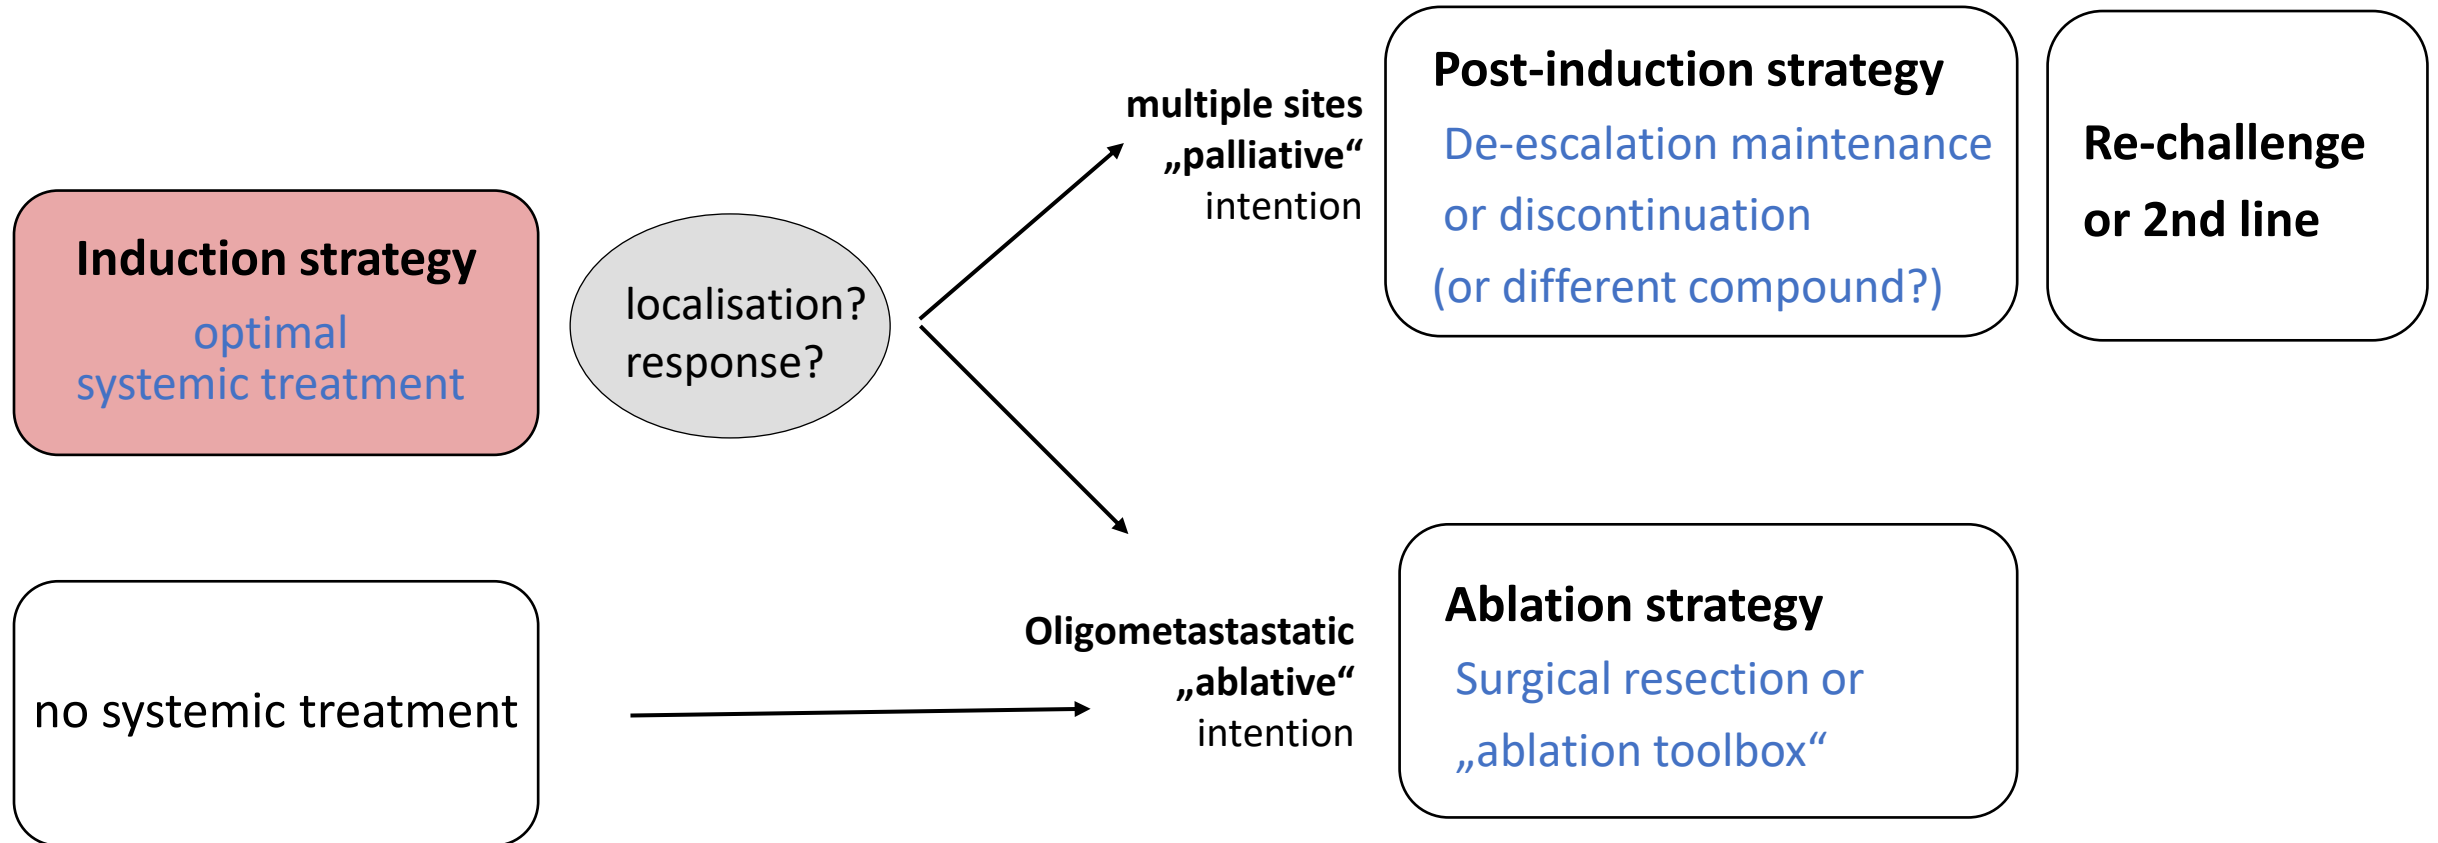 Induction strategy
optimal
systemic treatment
localisation?
response?
multiple sites
„palliative“
intention
Post-induction strategy
De-escalation maintenance
or discontinuation
(or different compound?)
Re-challenge
or 2nd line
no systemic treatment
Oligometastastatic
„ablative“
intention
Ablation strategy
Surgical resection or
„ablation toolbox“